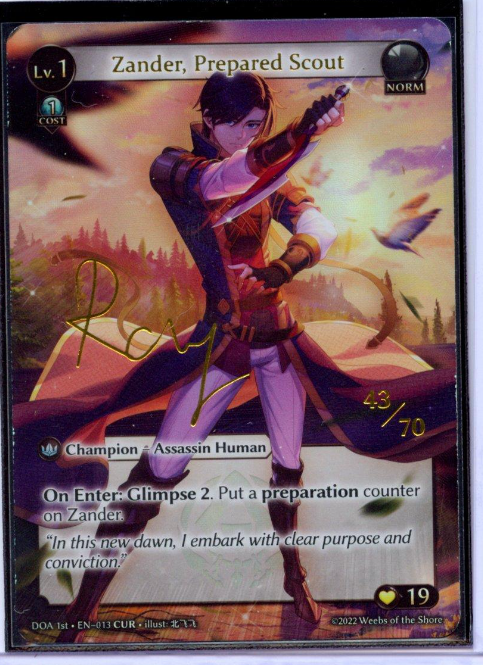 Lv. 1
Zander, Prepared Scout
NORM
1
COST
Ray
43/70
Champion – Assassin Human
On Enter: Glimpse 2. Put a preparation counter
on Zander.
"In this new dawn, I embark with clear purpose and
conviction."
19
DOA 1st • EN-013 CUR • illust:
©2022 Weebs of the Shore